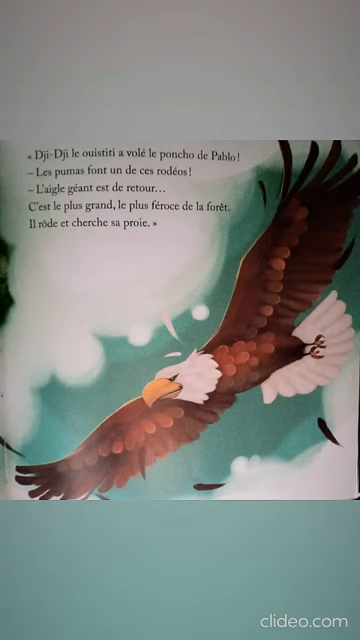 « Dji-Dji le ouistiti a volé le poncho de Pablo !
– Les pumas font un de ces rodéos !
– L'aigle géant est de retour…
C'est le plus grand, le plus féroce de la forêt.
Il rôde et cherche sa proie. »
clideo.com